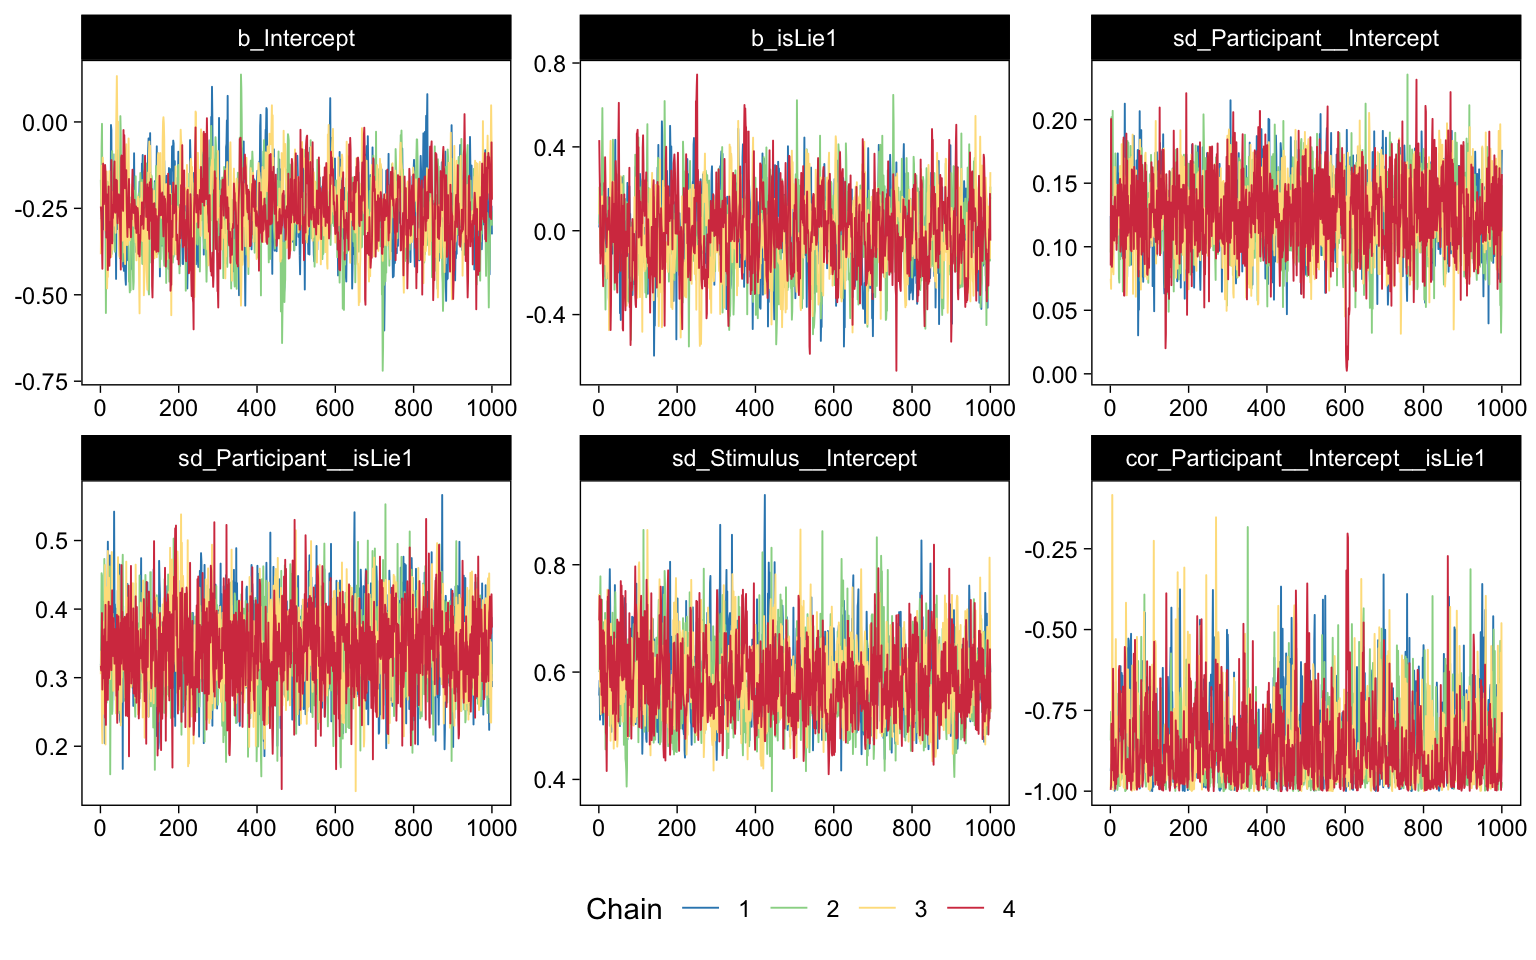 b_Intercept b_isLie1 sd_Participant__Intercept
0.00 -0.25 -0.50 -0.75
0 200 400 600 800 1000
0.8 0.4 0.0 -0.4
0 200 400 600 800 1000
0.20 0.15 0.10 0.05 0.00
0 200 400 600 800 1000
sd_Participant__isLie1 sd_Stimulus__Intercept cor_Participant__Intercept__isLie1
0.5 0.4 0.3 0.2
0 200 400 600 800 1000
0.8 0.6 0.4
0 200 400 600 800 1000
-0.25 -0.50 -0.75 -1.00
0 200 400 600 800 1000
Chain 1 2 3 4